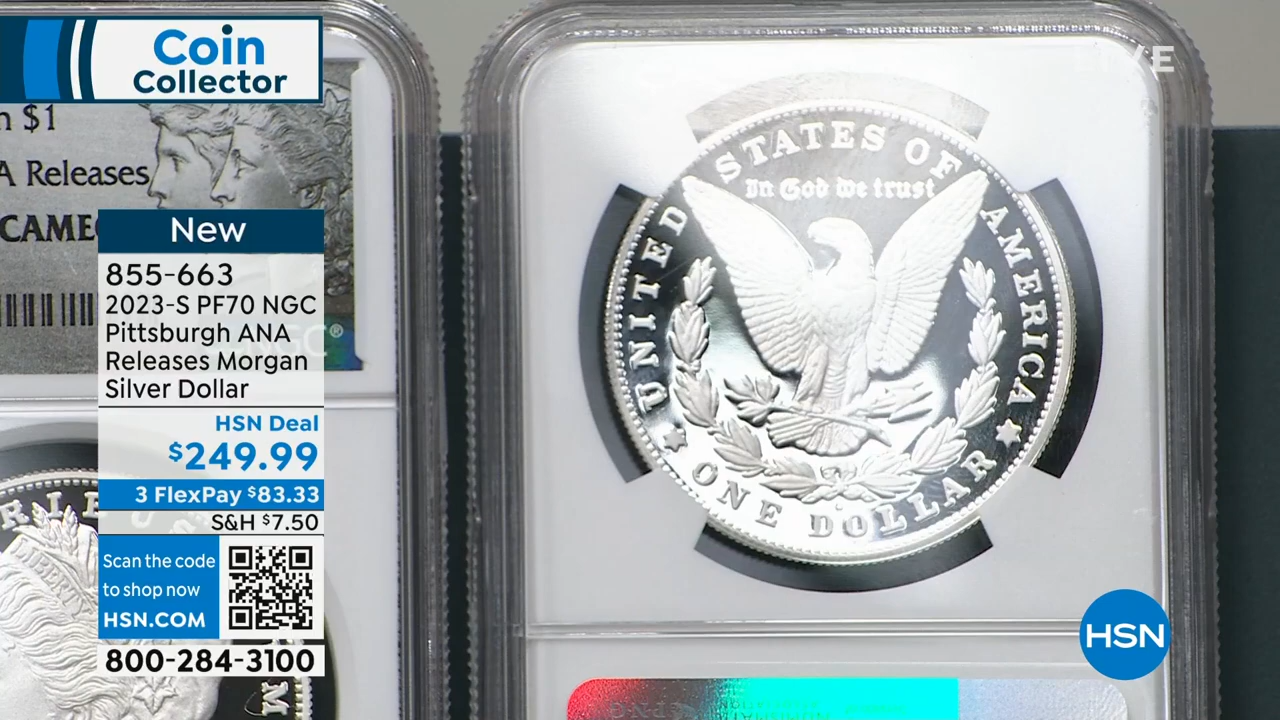 Coin
Collector
LIVE
n $1
A Releases
CAME
New
855-663
2023-S PF70 NGC
Pittsburgh ANA
Releases Morgan
Silver Dollar
HSN Deal
$249.99
3 FlexPay $83.33
S&H $7.50
Scan the code
to shop now
HSN.COM
800-284-3100
UNITED STATES OF AMERICA
In God we trust
ONE DOLLAR
HSN